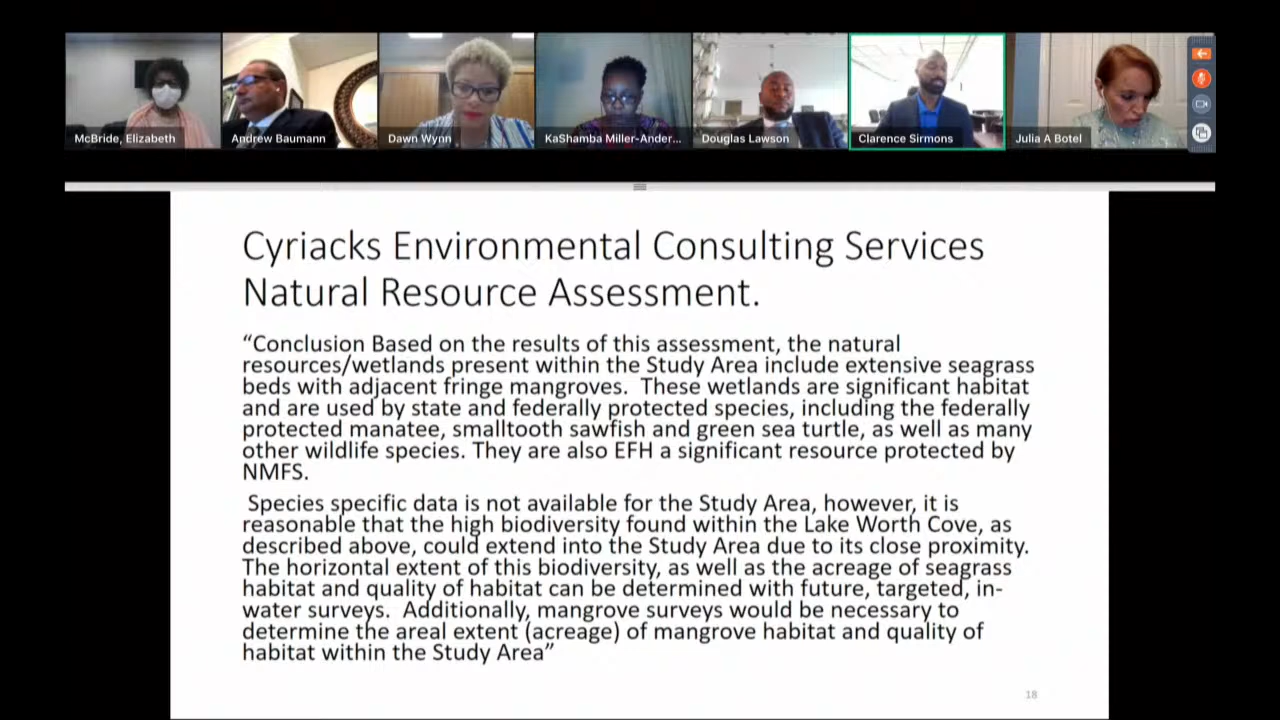 McBride, Elizabeth
Andrew Baumann
Dawn Wynn
KaShamba Miller-Ander...
Douglas Lawson
Clarence Sirmons
Julia A Botel
Cyriacks Environmental Consulting Services
Natural Resource Assessment.
“Conclusion Based on the results of this assessment, the natural
resources/wetlands present within the Study Area include extensive seagrass
beds with adjacent fringe mangroves.  These wetlands are significant habitat
and are used by state and federally protected species, including the federally
protected manatee, smalltooth sawfish and green sea turtle, as well as many
other wildlife species. They are also EFH a significant resource protected by
NMFS.
Species specific data is not available for the Study Area, however, it is
reasonable that the high biodiversity found within the Lake Worth Cove, as
described above, could extend into the Study Area due to its close proximity.
The horizontal extent of this biodiversity, as well as the acreage of seagrass
habitat and quality of habitat can be determined with future, targeted, in-
water surveys.  Additionally, mangrove surveys would be necessary to
determine the areal extent (acreage) of mangrove habitat and quality of
habitat within the Study Area”
18